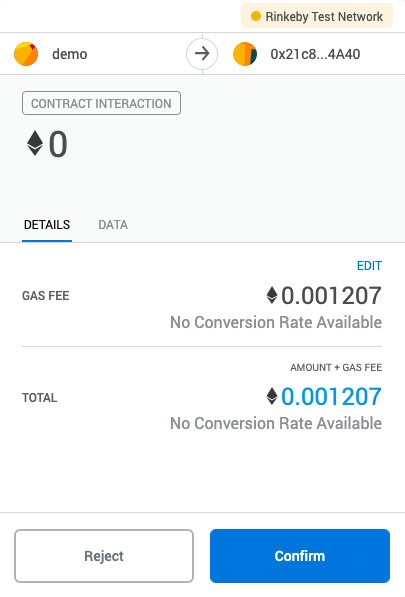 Rinkeby Test Network
demo
0x21c8...4A40
CONTRACT INTERACTION
0
DETAILS DATA
EDIT
GAS FEE 0.001207
No Conversion Rate Available
AMOUNT + GAS FEE
TOTAL 0.001207
No Conversion Rate Available
Reject Confirm